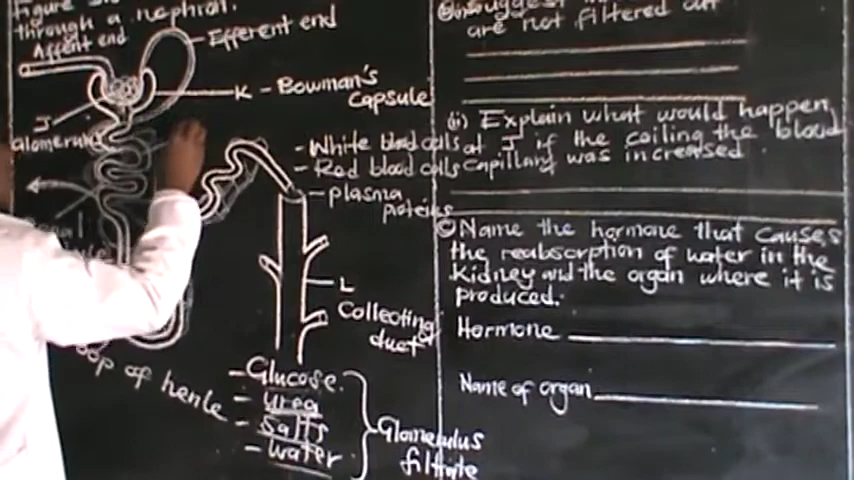 Figure
through a nephron.
Affent end
Efferent end
K - Bowman's
capsule
J
Glomerulus
- White blood cells
- Red blood cells
- plasma
proteins
L
Collecting
duct
loop of henle
- Glucose.
- urea
- Salts
- water
Glomerulus
filtrate
suggest
are not filtered out
(ii) Explain what would happen
at J if the coiling the blood
capillary was increased.
(c) Name the hormone that causes
the reabsorption of water in the
kidney and the organ where it is
produced.
Hormone
Name of organ